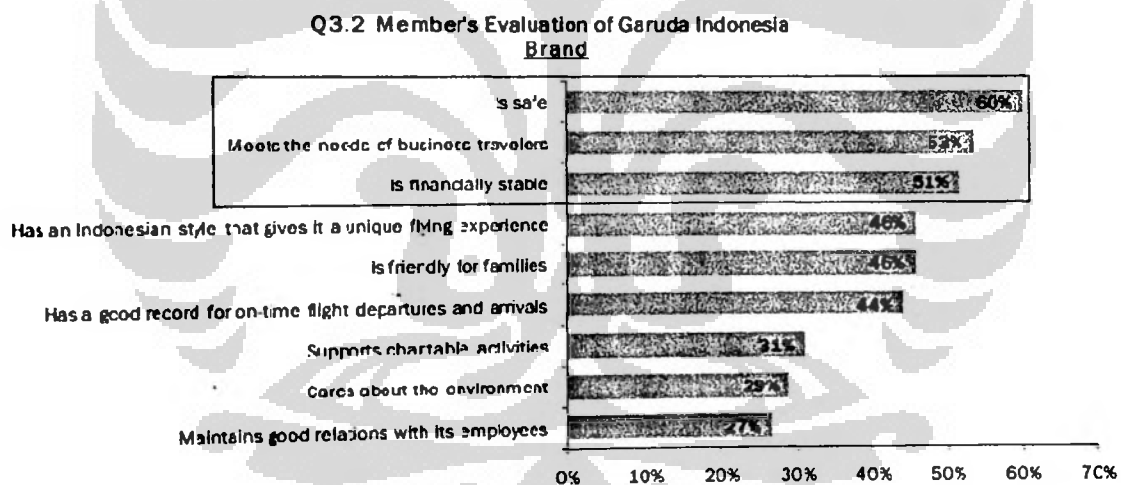 Q3.2 Member's Evaluation of Garuda Indonesia
Brand
Is safe 60%
Meets the needs of business travelers 53%
Is financially stable 51%
Has an Indonesian style that gives it a unique flying experience 46%
Is friendly for families 46%
Has a good record for on-time flight departures and arrivals 44%
Supports charitable activities 31%
Cares about the environment 29%
Maintains good relations with its employees 27%
0% 10% 20% 30% 40% 50% 60% 70%